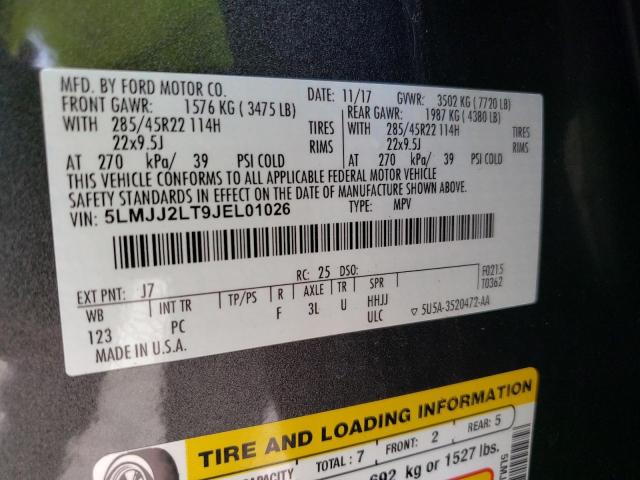 MFD. BY FORD MOTOR CO.
DATE: 11/17 GVWR: 3502 KG (7720 LB)
FRONT GAWR: 1576 KG (3475 LB) REAR GAWR: 1987 KG (4380 LB)
WITH 285/45R22 114H TIRES WITH 285/45R22 114H TIRES
22x9.5J RIMS 22x9.5J RIMS
AT 270 kPa/ 39 PSI COLD AT 270 kPa/ 39 PSI COLD
THIS VEHICLE CONFORMS TO ALL APPLICABLE FEDERAL MOTOR VEHICLE
SAFETY STANDARDS IN EFFECT ON THE DATE OF MANUFACTURE SHOWN ABOVE.
VIN: 5LMJJ2LT9JEL01026 TYPE: MPV
EXT PNT: J7 RC: 25 DSO: F0215
T0362
WB INT TR TP/PS R AXLE TR SPR
123 PC F 3L U HHJJ
ULC ▽ 5U5A-3520472-AA
MADE IN U.S.A.
TIRE AND LOADING INFORMATION
TOTAL: 7 FRONT: 2 REAR: 5
CAPACITY
692 kg or 1527 lbs.
5LMJ